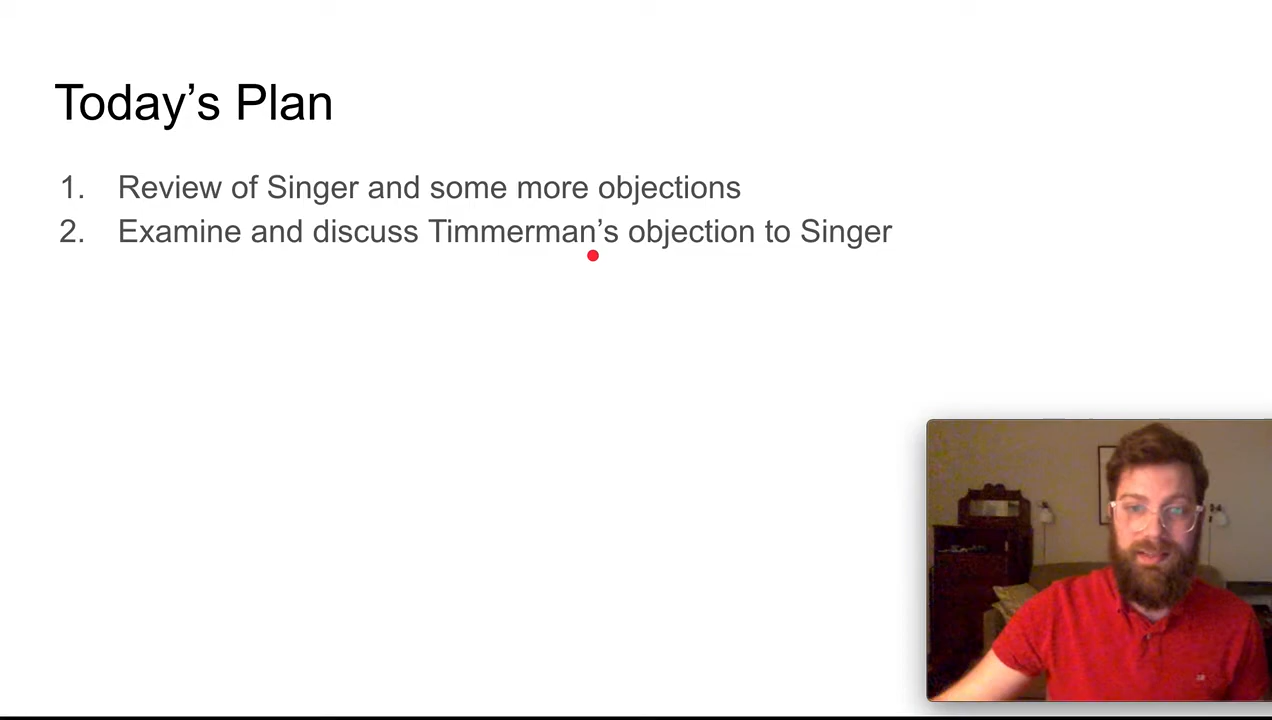 Today’s Plan
1. Review of Singer and some more objections
2. Examine and discuss Timmerman’s objection to Singer